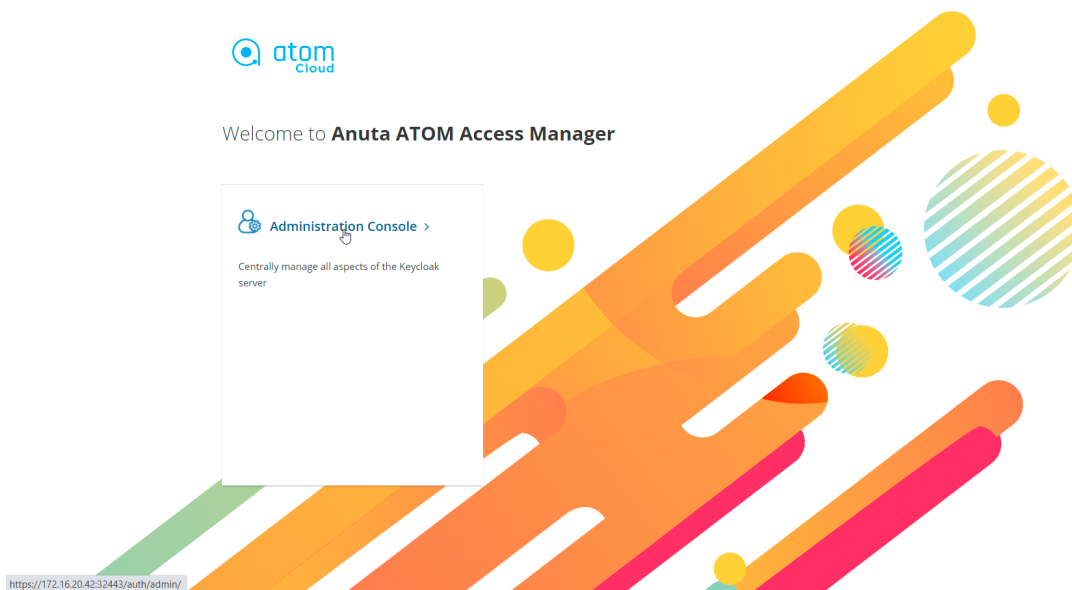 atom
Cloud
Welcome to Anuta ATOM Access Manager
Administration Console >
Centrally manage all aspects of the Keycloak
server
https://172.16.20.42:32443/auth/admin/